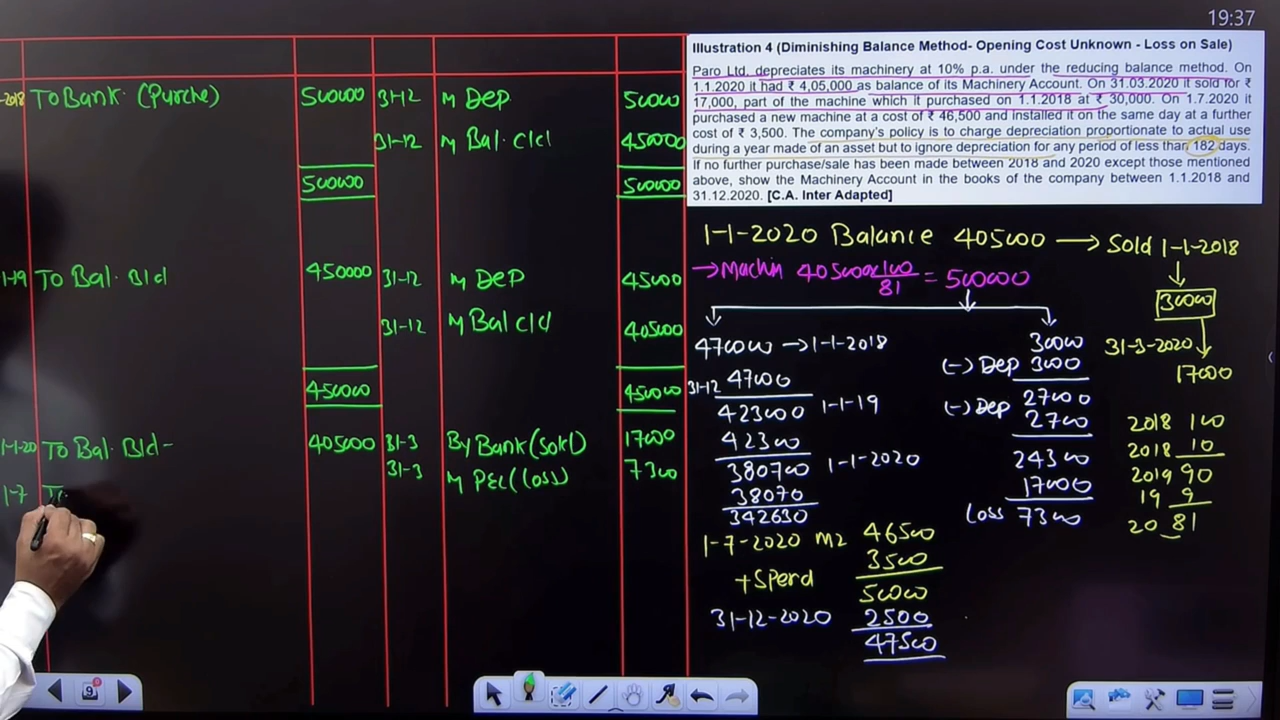 19:37
Illustration 4 (Diminishing Balance Method- Opening Cost Unknown - Loss on Sale)
Paro Ltd. depreciates its machinery at 10% p.a. under the reducing balance method. On
1.1.2020 it had ₹ 4,05,000 as balance of its Machinery Account. On 31.03.2020 it sold for ₹
17,000, part of the machine which it purchased on 1.1.2018 at ₹ 30,000. On 1.7.2020 it
purchased a new machine at a cost of ₹ 46,500 and installed it on the same day at a further
cost of ₹ 3,500. The company's policy is to charge depreciation proportionate to actual use
during a year made of an asset but to ignore depreciation for any period of less than 182 days.
If no further purchase/sale has been made between 2018 and 2020 except those mentioned
above, show the Machinery Account in the books of the company between 1.1.2018 and
31.12.2020. [C.A. Inter Adapted]
-2018 To Bank (Purche) 500000 31-12 " Dep 50000
31-12 " Bal. C/d 450000
500000 500000
1-19 To Bal. B/d 450000 31-12 " Dep 45000
31-12 " Bal C/d 405000
450000 450000
1-1-20 To Bal. B/d - 405000 31-3 By Bank (Sold) 17000
31-3 " P&L (Loss) 7300
1-7 To
1-1-2020 Balance 405000 → Sold 1-1-2018
→ Machin 405000x100/81 = 500000
30000
470000 → 1-1-2018 30000 31-3-2020
(-) Dep 3000 17000
31-12 47000 27000
423000 1-1-19 (-) Dep 2700 2018 100
42300 24300 2018 10
380700 1-1-2020 17000 2019 90
38070 Loss 7300 19 9
342630 20 81
1-7-2020 M2 46500
+ Spend 3500
50000
31-12-2020 2500
47500
9